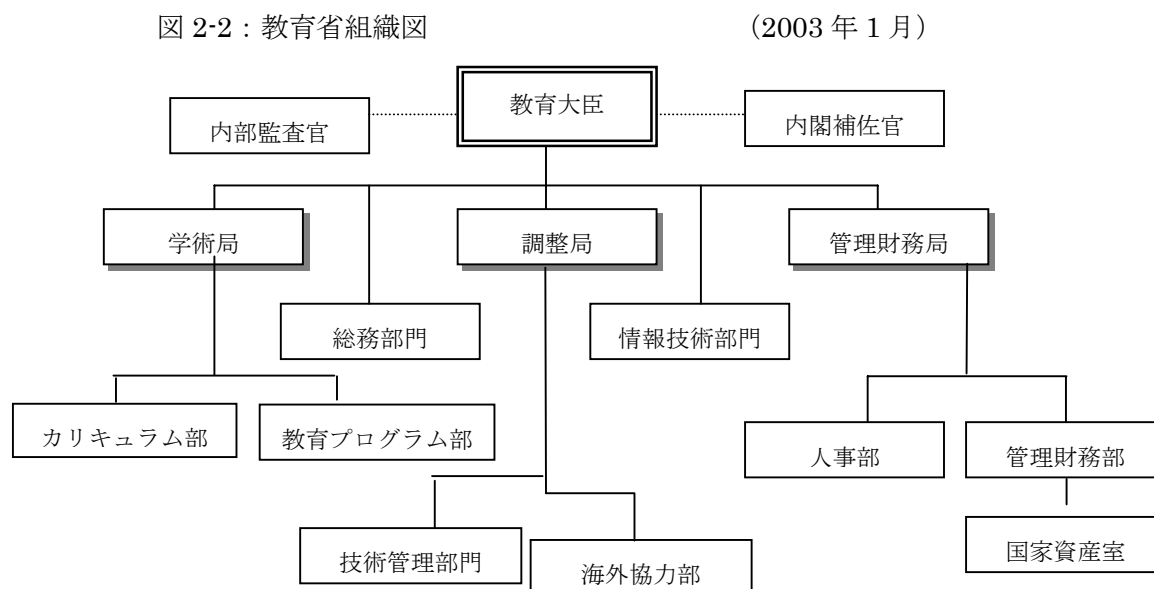 図 2-2：教育省組織図 （2003 年 1 月）
教育大臣
内部監査官
内閣補佐官
学術局
調整局
管理財務局
総務部門
情報技術部門
カリキュラム部
教育プログラム部
人事部
管理財務部
技術管理部門
海外協力部
国家資産室